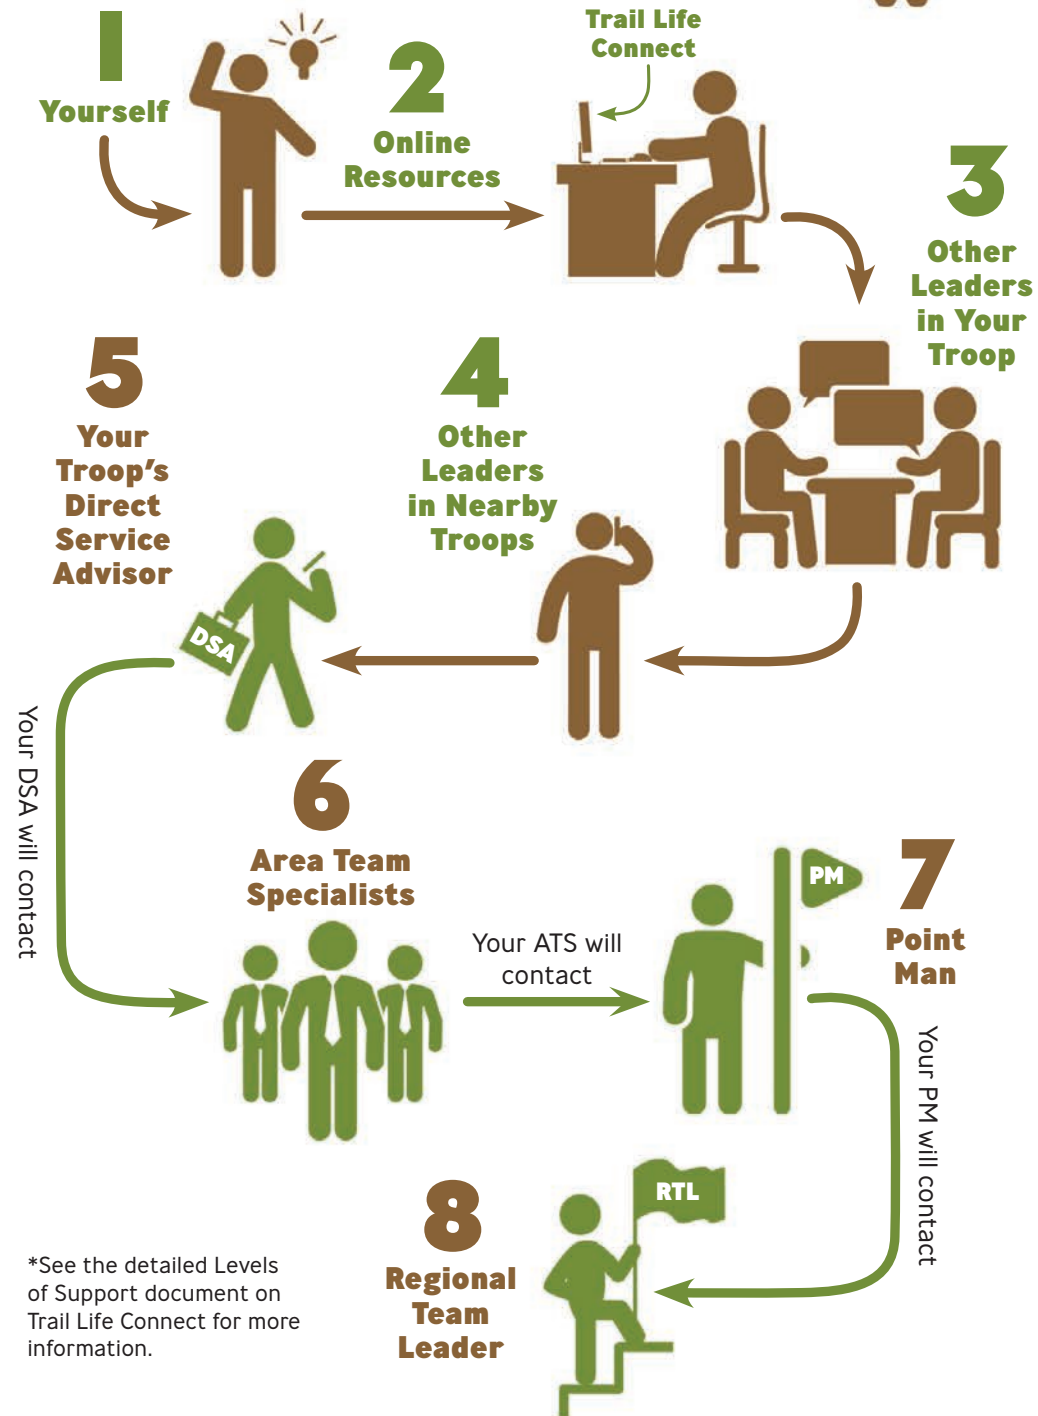 1
Yourself
2
Online
Resources
Trail Life
Connect
3
Other
Leaders
in Your
Troop
4
Other
Leaders
in Nearby
Troops
5
Your
Troop's
Direct
Service
Advisor
DSA
Your DSA will contact
6
Area Team
Specialists
Your ATS will
contact
PM
7
Point
Man
Your PM will contact
8
Regional
Team
Leader
RTL
*See the detailed Levels
of Support document on
Trail Life Connect for more
information.